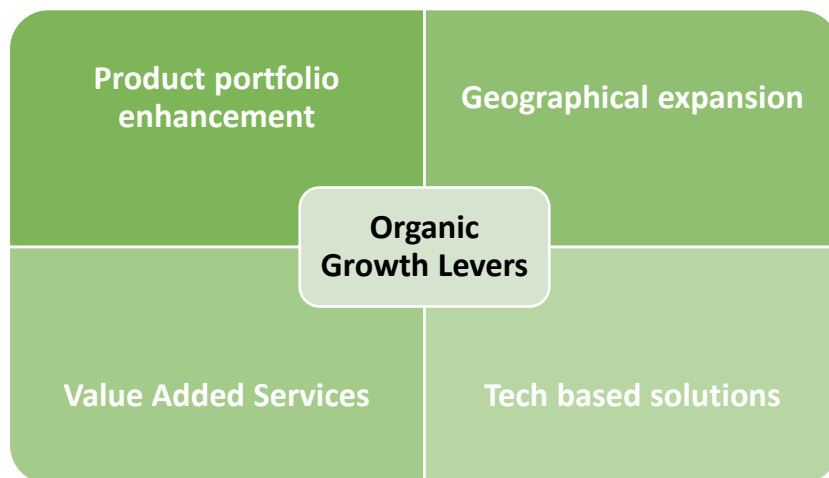 Product portfolio
enhancement
Geographical expansion
Organic
Growth Levers
Value Added Services
Tech based solutions